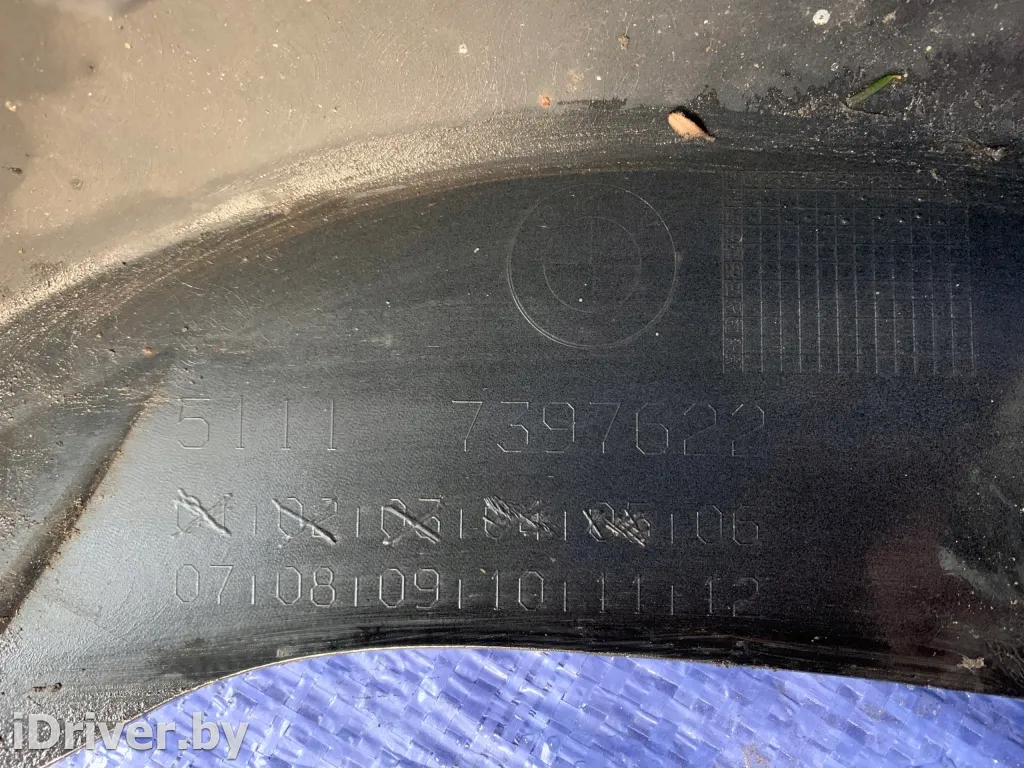 5111 7397622
01 | 02 | 03 | 04 | 05 | 06
07 | 08 | 09 | 10 | 11 | 12
iDriver.by